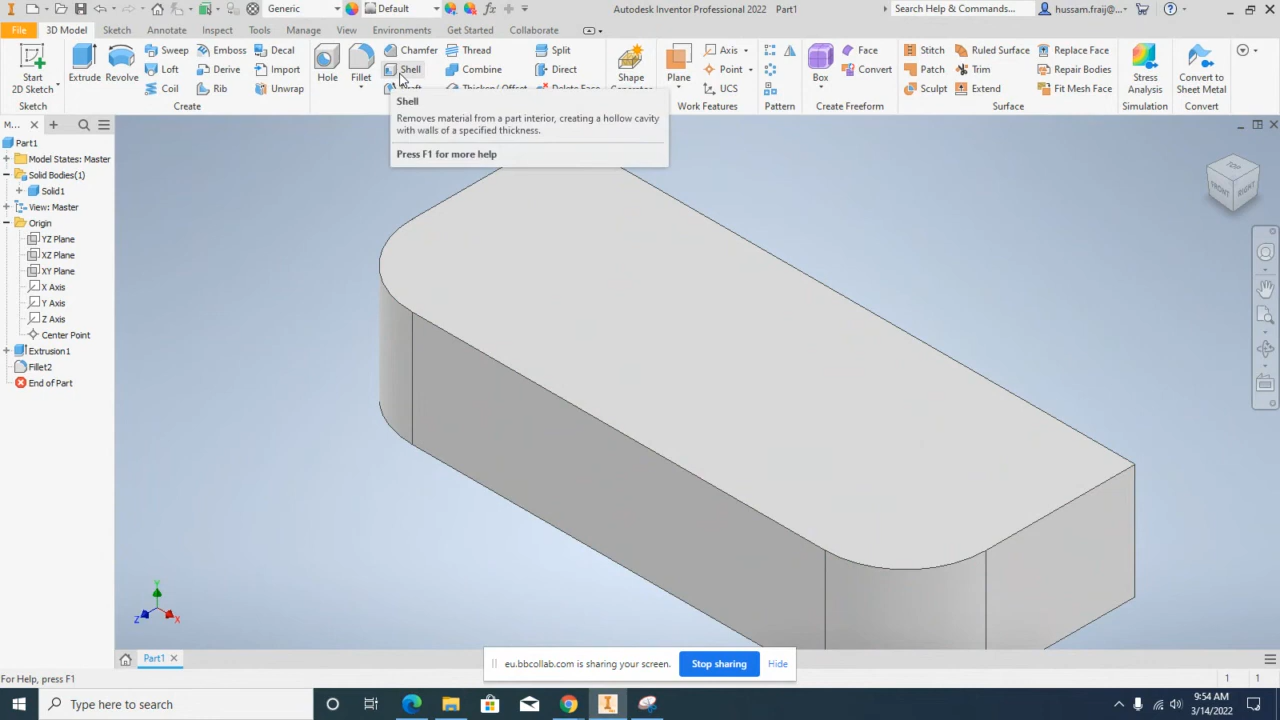 Generic
Default
Autodesk Inventor Professional 2022 Part1
Search Help & Commands...
hussam.fraij@...
File
3D Model
Sketch
Annotate
Inspect
Tools
Manage
View
Environments
Get Started
Collaborate
Start
2D Sketch
Extrude
Revolve
Sweep
Emboss
Decal
Loft
Derive
Import
Coil
Rib
Unwrap
Hole
Fillet
Chamfer
Thread
Split
Shell
Combine
Direct
Shape
Plane
Axis
Point
UCS
Box
Face
Convert
Stitch
Ruled Surface
Replace Face
Patch
Trim
Repair Bodies
Sculpt
Extend
Fit Mesh Face
Stress
Analysis
Convert to
Sheet Metal
Sketch
Create
Work Features
Pattern
Create Freeform
Surface
Simulation
Convert
Shell
Removes material from a part interior, creating a hollow cavity
with walls of a specified thickness.
Press F1 for more help
M...
Part1
Model States: Master
Solid Bodies(1)
Solid1
View: Master
Origin
YZ Plane
XZ Plane
XY Plane
X Axis
Y Axis
Z Axis
Center Point
Extrusion1
Fillet2
End of Part
TOP
FRONT
RIGHT
Y
Z
X
Part1
eu.bbcollab.com is sharing your screen.
Stop sharing
Hide
For Help, press F1
1
1
Type here to search
9:54 AM
3/14/2022